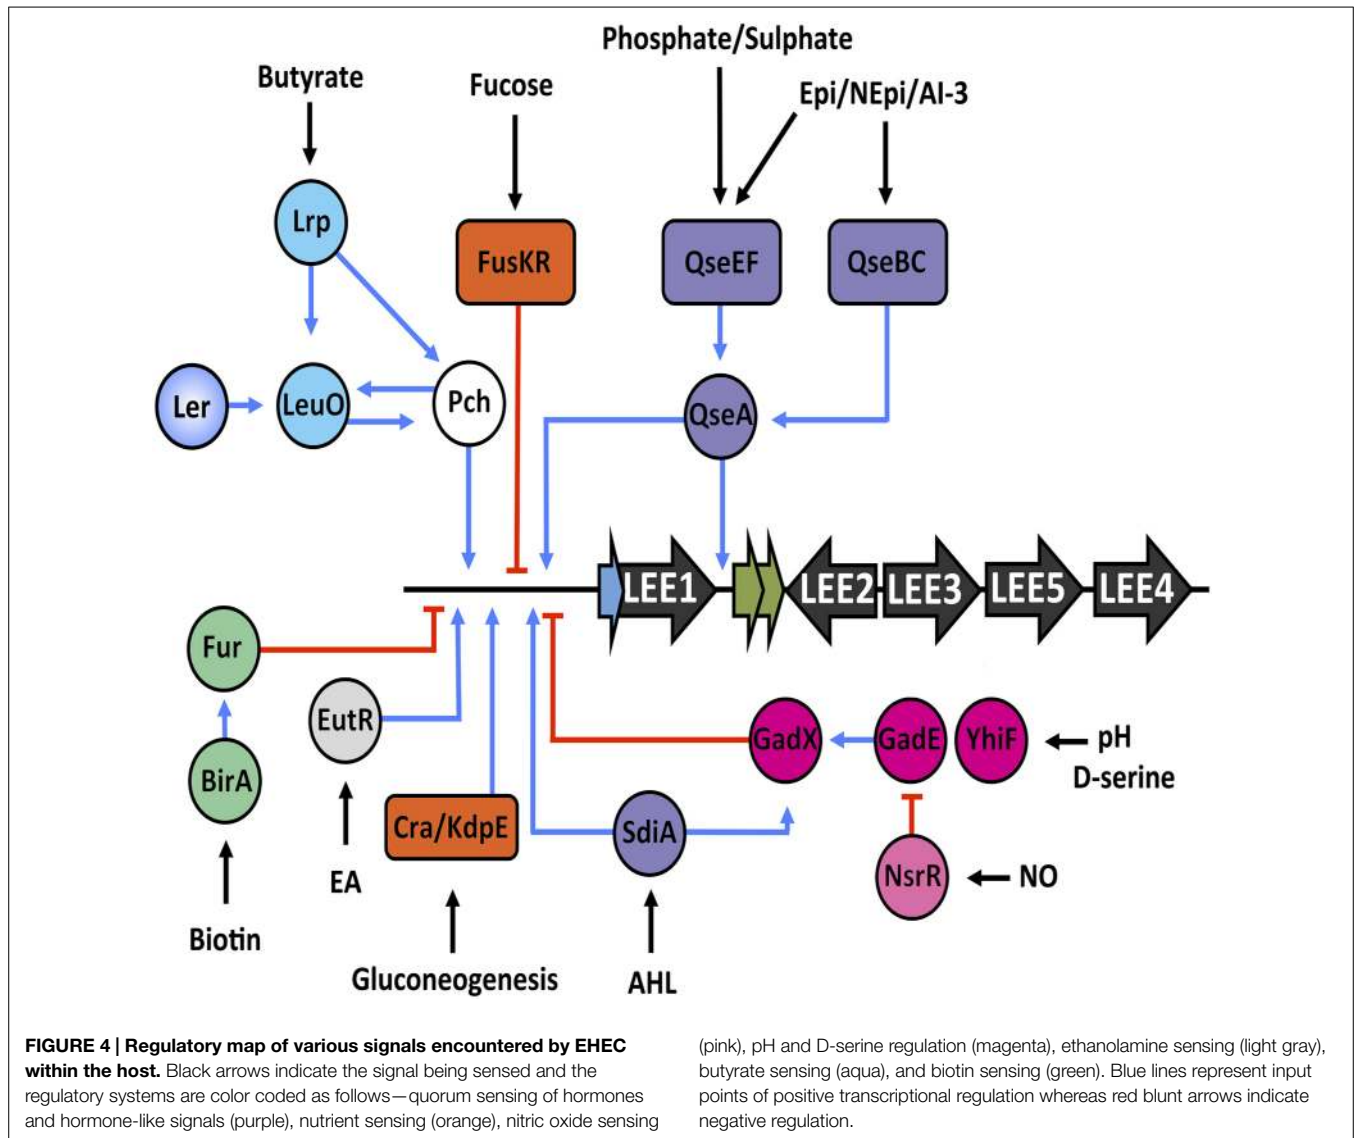 Phosphate/Sulphate
Butyrate
Fucose
Epi/NEpi/AI-3
Lrp
FusKR
QseEF
QseBC
Ler
LeuO
Pch
QseA
LEE1
LEE2
LEE3
LEE5
LEE4
Fur
EutR
GadX
GadE
YhiF
pH
D-serine
BirA
Cra/KdpE
SdiA
NsrR
NO
EA
Biotin
Gluconeogenesis
AHL
FIGURE 4 | Regulatory map of various signals encountered by EHEC
within the host. Black arrows indicate the signal being sensed and the
regulatory systems are color coded as follows—quorum sensing of hormones
and hormone-like signals (purple), nutrient sensing (orange), nitric oxide sensing
(pink), pH and D-serine regulation (magenta), ethanolamine sensing (light gray),
butyrate sensing (aqua), and biotin sensing (green). Blue lines represent input
points of positive transcriptional regulation whereas red blunt arrows indicate
negative regulation.